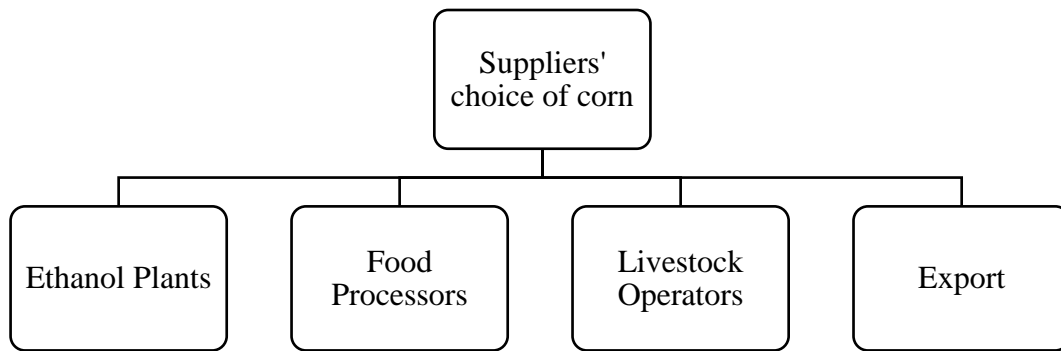 Suppliers'
choice of corn
Ethanol Plants
Food
Processors
Livestock
Operators
Export